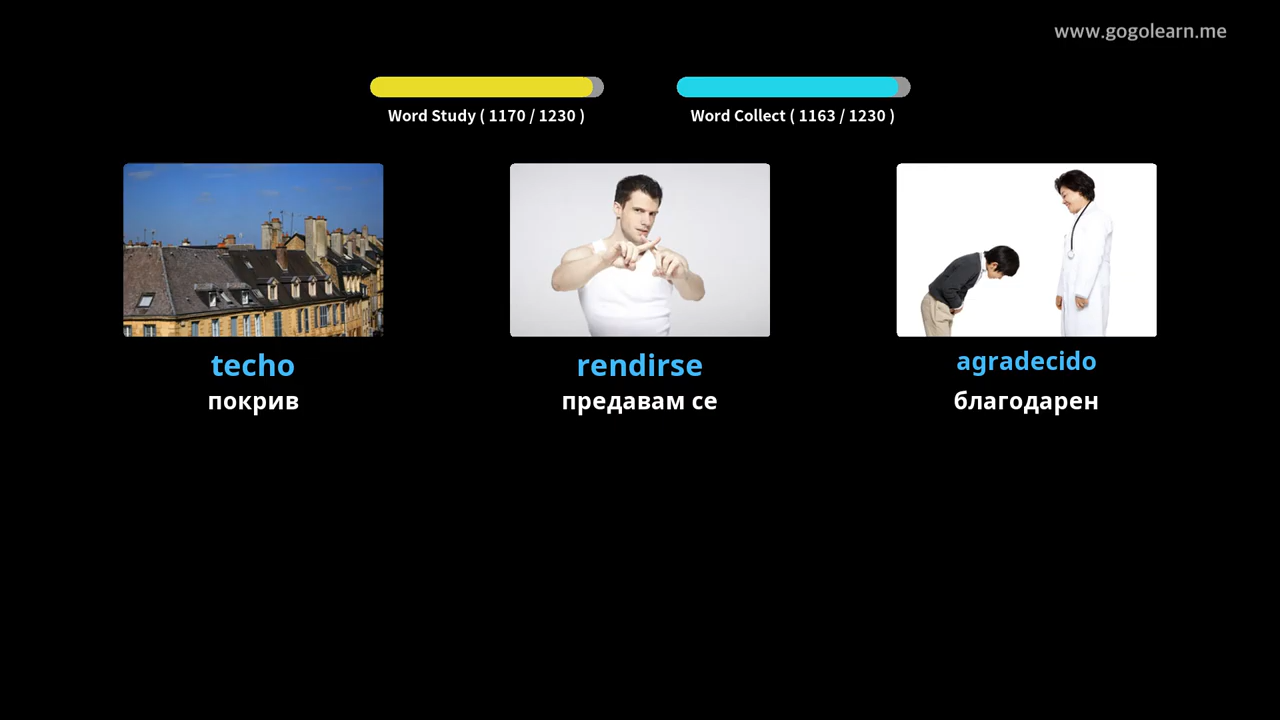 www.gogolearn.me
Word Study ( 1170 / 1230 )
Word Collect ( 1163 / 1230 )
techo
покрив
rendirse
предавам се
agradecido
благодарен